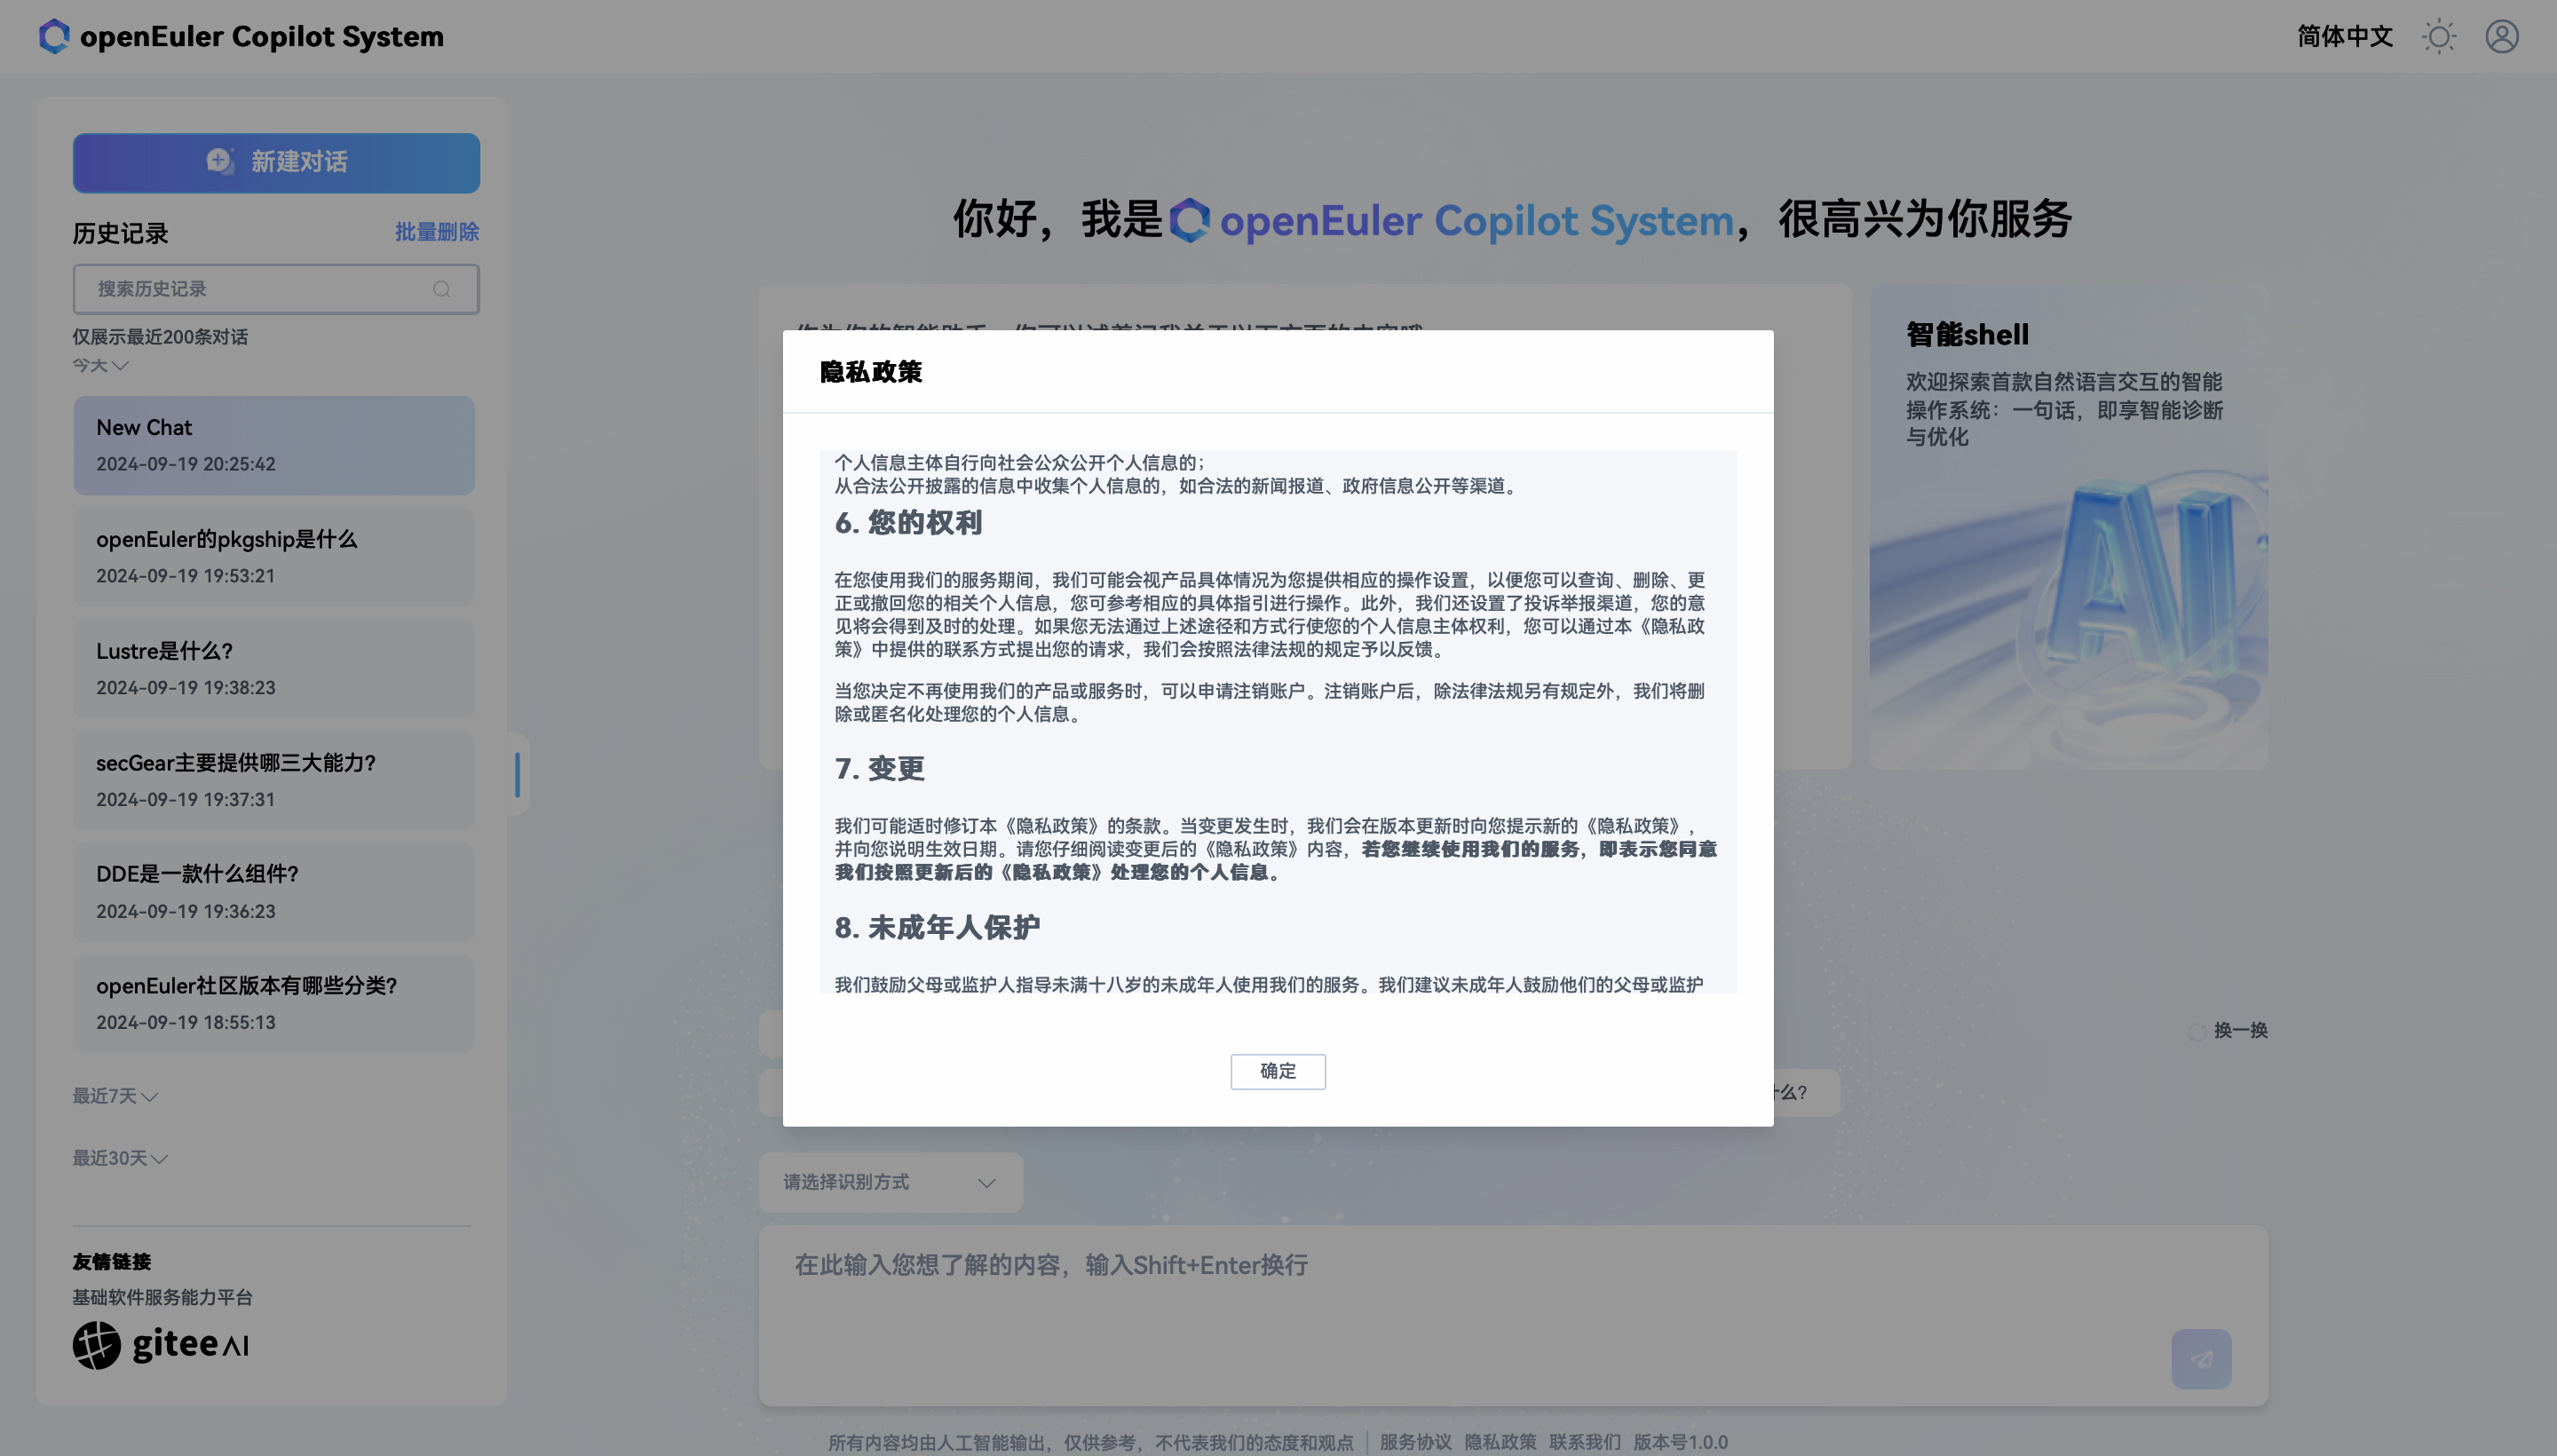 openEuler Copilot System
简体中文
新建对话
历史记录
批量删除
搜索历史记录
仅展示最近200条对话
今天
New Chat
2024-09-19 20:25:42
openEuler的pkgship是什么
2024-09-19 19:53:21
Lustre是什么?
2024-09-19 19:38:23
secGear主要提供哪三大能力?
2024-09-19 19:37:31
DDE是一款什么组件?
2024-09-19 19:36:23
openEuler社区版本有哪些分类?
2024-09-19 18:55:13
最近7天
最近30天
友情链接
基础软件服务能力平台
gitee AI
你好，我是openEuler Copilot System，很高兴为你服务
智能shell
欢迎探索首款自然语言交互的智能
操作系统：一句话，即享智能诊断
与优化
隐私政策
个人信息主体自行向社会公众公开个人信息的；
从合法公开披露的信息中收集个人信息的，如合法的新闻报道、政府信息公开等渠道。
6. 您的权利
在您使用我们的服务期间，我们可能会视产品具体情况为您提供相应的操作设置，以便您可以查询、删除、更
正或撤回您的相关个人信息，您可参考相应的具体指引进行操作。此外，我们还设置了投诉举报渠道，您的意
见将会得到及时的处理。如果您无法通过上述途径和方式行使您的个人信息主体权利，您可以通过本《隐私政
策》中提供的联系方式提出您的请求，我们会按照法律法规的规定予以反馈。
当您决定不再使用我们的产品或服务时，可以申请注销账户。注销账户后，除法律法规另有规定外，我们将删
除或匿名化处理您的个人信息。
7. 变更
我们可能适时修订本《隐私政策》的条款。当变更发生时，我们会在版本更新时向您提示新的《隐私政策》，
并向您说明生效日期。请您仔细阅读变更后的《隐私政策》内容，若您继续使用我们的服务，即表示您同意
我们按照更新后的《隐私政策》处理您的个人信息。
8. 未成年人保护
我们鼓励父母或监护人指导未满十八岁的未成年人使用我们的服务。我们建议未成年人鼓励他们的父母或监护
确定
换一换
什么?
请选择识别方式
在此输入您想了解的内容，输入Shift+Enter换行
所有内容均由人工智能输出，仅供参考，不代表我们的态度和观点 | 服务协议 隐私政策 联系我们 版本号1.0.0